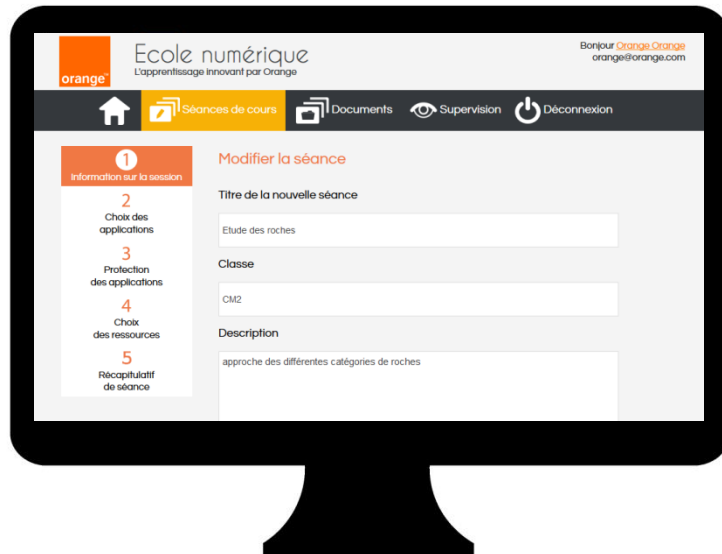 orange™
Ecole numérique
L'apprentissage innovant par Orange
Bonjour Orange Orange
orange@orange.com
Séances de cours
Documents
Supervision
Déconnexion
1
Information sur la session
2
Choix des
applications
3
Protection
des applications
4
Choix
des ressources
5
Récapitulatif
de séance
Modifier la séance
Titre de la nouvelle séance
Etude des roches
Classe
CM2
Description
approche des différentes catégories de roches